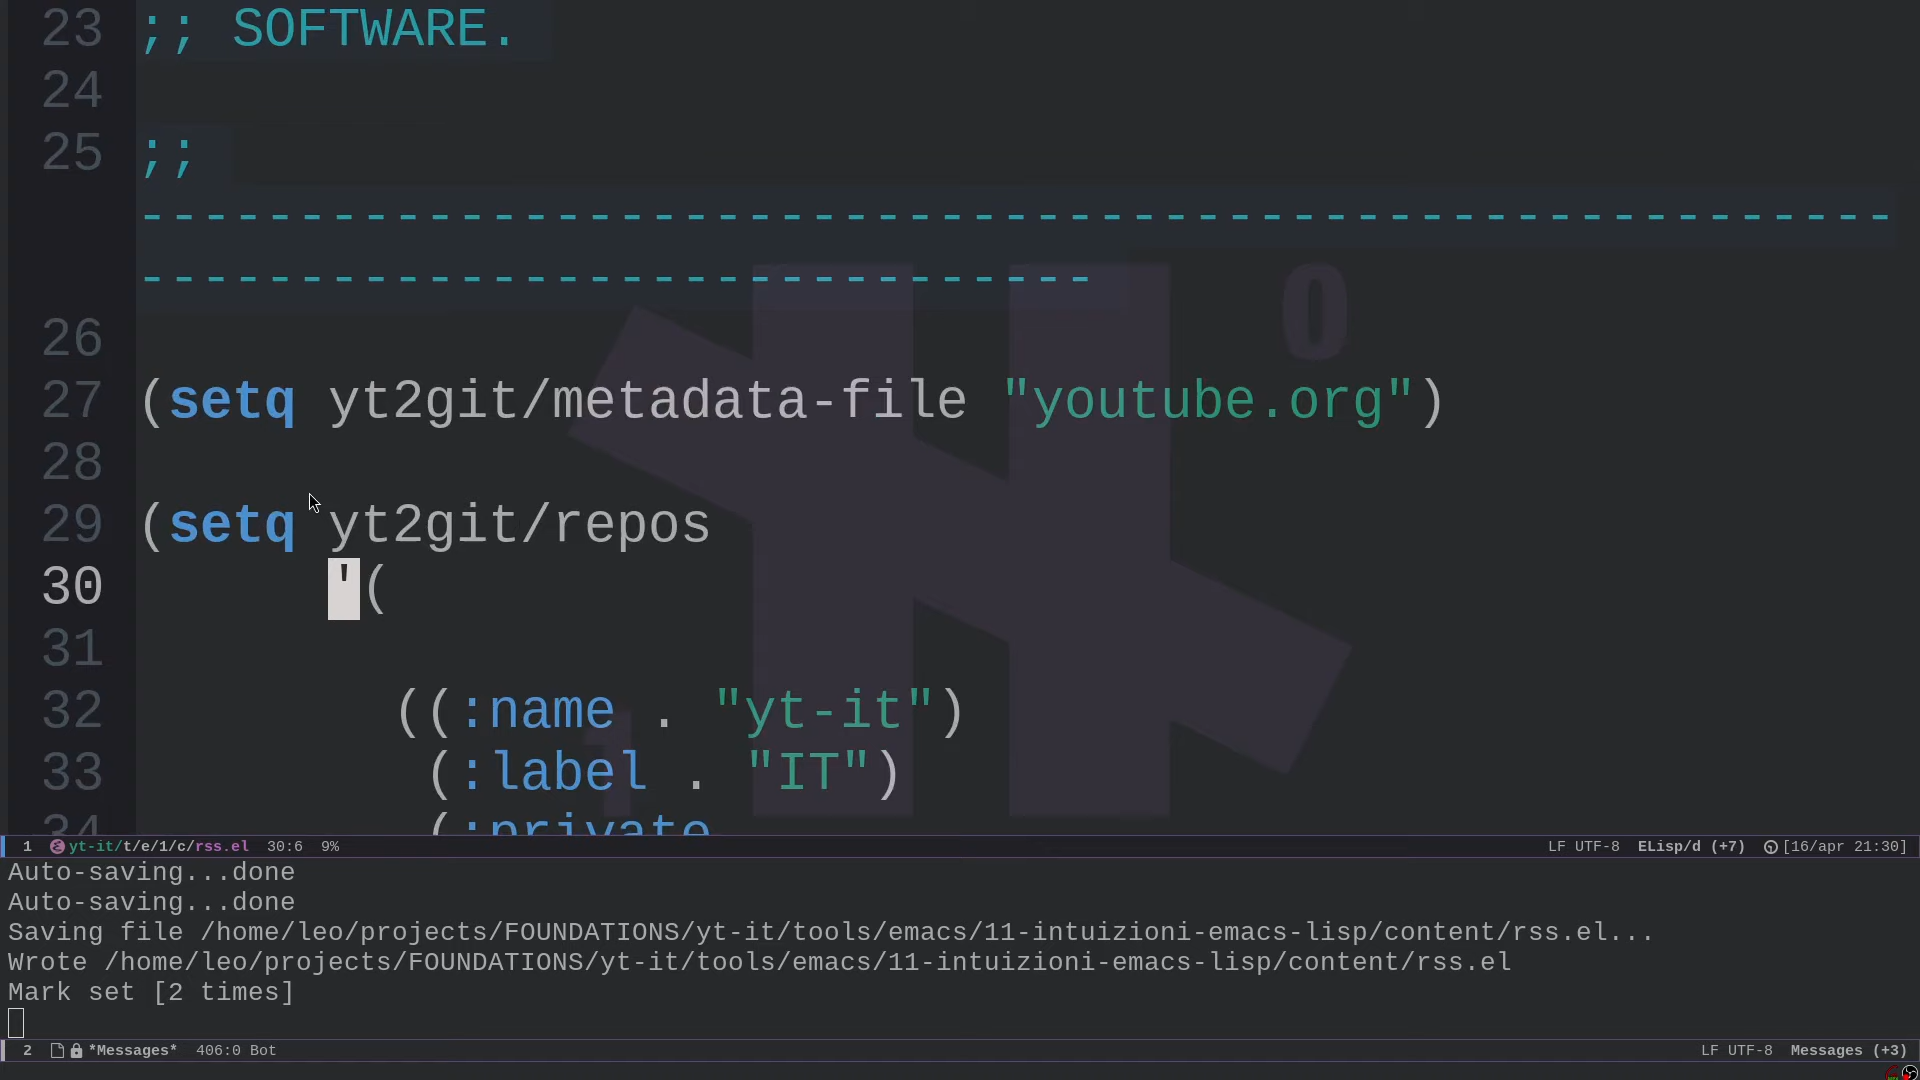 23 ;; SOFTWARE.
24
25 ;;
-------------------------------------------------------
------------------------------
26
27 (setq yt2git/metadata-file "youtube.org")
28
29 (setq yt2git/repos
30 '(
31
32 ((:name . "yt-it")
33 (:label . "IT")
34 (:private
1 yt-it/t/e/1/c/rss.el 30:6 9% LF UTF-8 ELisp/d (+7) [16/apr 21:30]
Auto-saving...done
Auto-saving...done
Saving file /home/leo/projects/FOUNDATIONS/yt-it/tools/emacs/11-intuizioni-emacs-lisp/content/rss.el...
Wrote /home/leo/projects/FOUNDATIONS/yt-it/tools/emacs/11-intuizioni-emacs-lisp/content/rss.el
Mark set [2 times]
2 *Messages* 406:0 Bot LF UTF-8 Messages (+3)
0
1